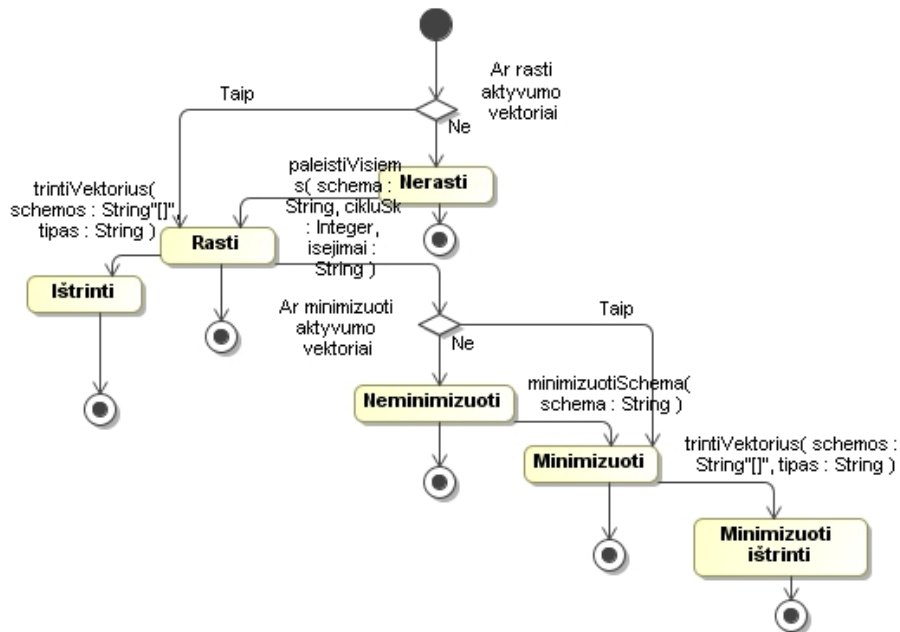 Ar rasti
aktyvumo
vektoriai
Taip
Ne
paleistiVisiem
s( schema :
String, cikluSk
: Integer,
isejimai :
String )
Nerasti
trintiVektorius(
schemos : String"[]",
tipas : String )
Rasti
Ištrinti
Ar minimizuoti
aktyvumo
vektoriai
Taip
Ne
Neminimizuoti
minimizuotiSchema(
schema : String )
Minimizuoti
trintiVektorius( schemos :
String"[]", tipas : String )
Minimizuoti
ištrinti